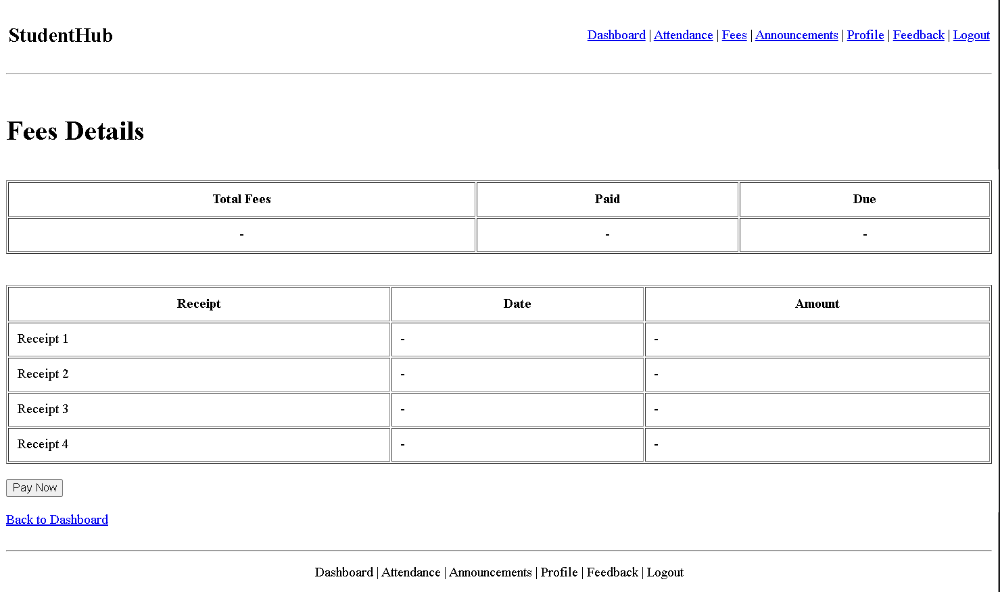 StudentHub
Dashboard | Attendance | Fees | Announcements | Profile | Feedback | Logout
Fees Details
Total Fees Paid Due
- - -
Receipt Date Amount
Receipt 1 - -
Receipt 2 - -
Receipt 3 - -
Receipt 4 - -
Pay Now
Back to Dashboard
Dashboard | Attendance | Announcements | Profile | Feedback | Logout